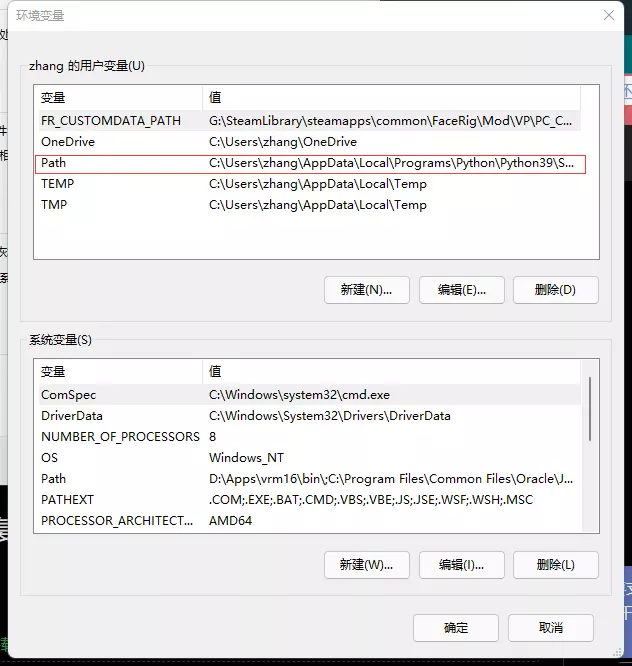 环境变量
zhang 的用户变量(U)
变量 值
FR_CUSTOMDATA_PATH G:\SteamLibrary\steamapps\common\FaceRig\Mod\VP\PC_C...
OneDrive C:\Users\zhang\OneDrive
Path C:\Users\zhang\AppData\Local\Programs\Python\Python39\S...
TEMP C:\Users\zhang\AppData\Local\Temp
TMP C:\Users\zhang\AppData\Local\Temp
新建(N)... 编辑(E)... 删除(D)
系统变量(S)
变量 值
ComSpec C:\Windows\system32\cmd.exe
DriverData C:\Windows\System32\Drivers\DriverData
NUMBER_OF_PROCESSORS 8
OS Windows_NT
Path D:\Apps\vrm16\bin\;C:\Program Files\Common Files\Oracle\J...
PATHEXT .COM;.EXE;.BAT;.CMD;.VBS;.VBE;.JS;.JSE;.WSF;.WSH;.MSC
PROCESSOR_ARCHITECT... AMD64
新建(W)... 编辑(I)... 删除(L)
确定 取消